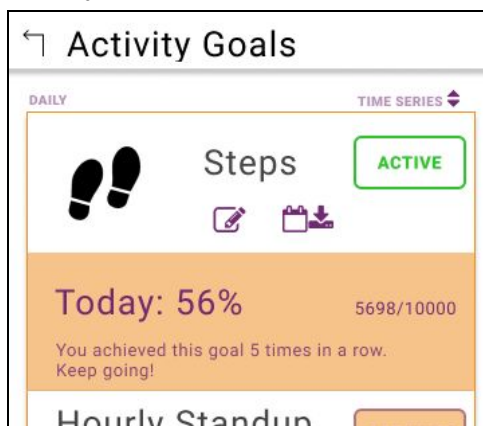 Activity Goals
DAILY TIME SERIES
Steps ACTIVE
Today: 56% 5698/10000
You achieved this goal 5 times in a row.
Keep going!
Hourly Standup